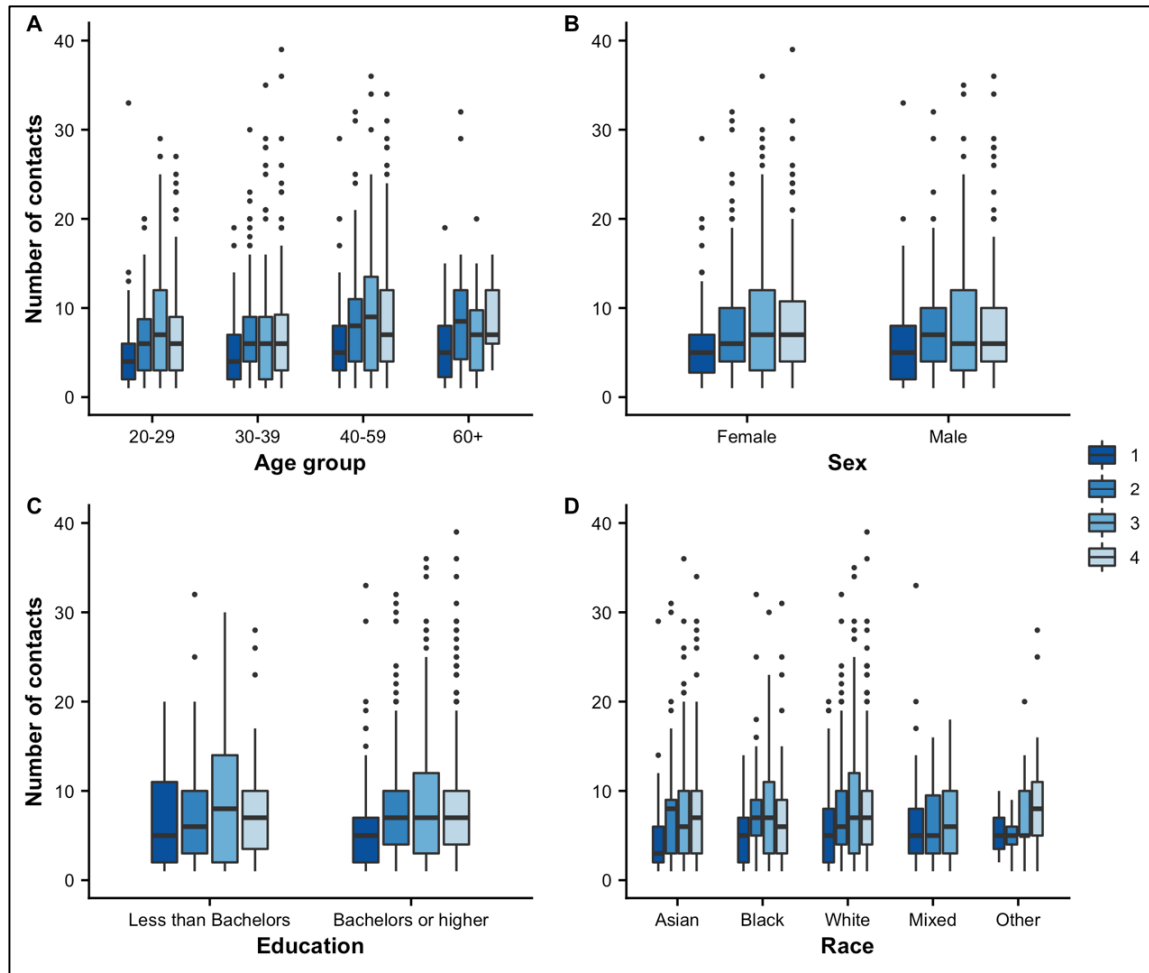 A
40
30
20
10
0
Number of contacts
20-29
30-39
40-59
60+
Age group
B
40
30
20
10
0
Female
Male
Sex
1
2
3
4
C
40
30
20
10
0
Number of contacts
Less than Bachelors
Bachelors or higher
Education
D
40
30
20
10
0
Asian
Black
White
Mixed
Other
Race